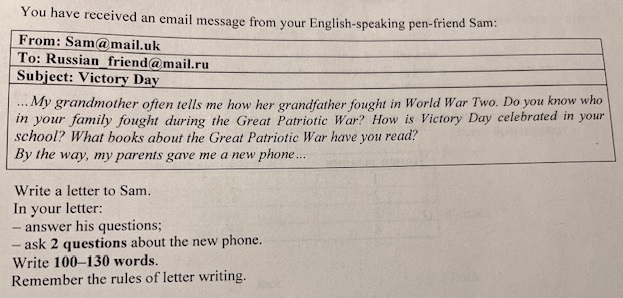 You have received an email message from your English-speaking pen-friend Sam:
From: Sam@mail.uk
To: Russian_friend@mail.ru
Subject: Victory Day
...My grandmother often tells me how her grandfather fought in World War Two. Do you know who
in your family fought during the Great Patriotic War? How is Victory Day celebrated in your
school? What books about the Great Patriotic War have you read?
By the way, my parents gave me a new phone...
Write a letter to Sam.
In your letter:
– answer his questions;
– ask 2 questions about the new phone.
Write 100–130 words.
Remember the rules of letter writing.